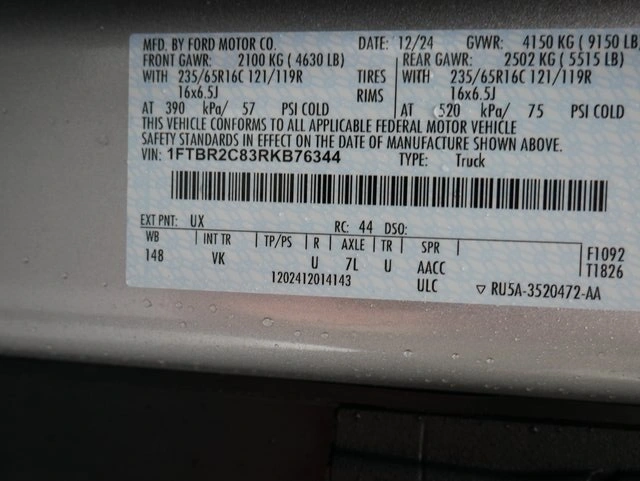 MFD. BY FORD MOTOR CO. DATE: 12/24 GVWR: 4150 KG ( 9150 LB)
FRONT GAWR: 2100 KG ( 4630 LB) REAR GAWR: 2502 KG ( 5515 LB)
WITH 235/65R16C 121/119R TIRES WITH 235/65R16C 121/119R
16x6.5J RIMS 16x6.5J
AT 390 kPa/ 57 PSI COLD AT 520 kPa/ 75 PSI COLD
THIS VEHICLE CONFORMS TO ALL APPLICABLE FEDERAL MOTOR VEHICLE
SAFETY STANDARDS IN EFFECT ON THE DATE OF MANUFACTURE SHOWN ABOVE.
VIN: 1FTBR2C83RKB76344 TYPE: Truck
EXT PNT: UX RC: 44 DSO:
WB INT TR TP/PS R AXLE TR SPR F1092
148 VK U 7L U AACC T1826
1202412014143 ULC ▽ RU5A-3520472-AA